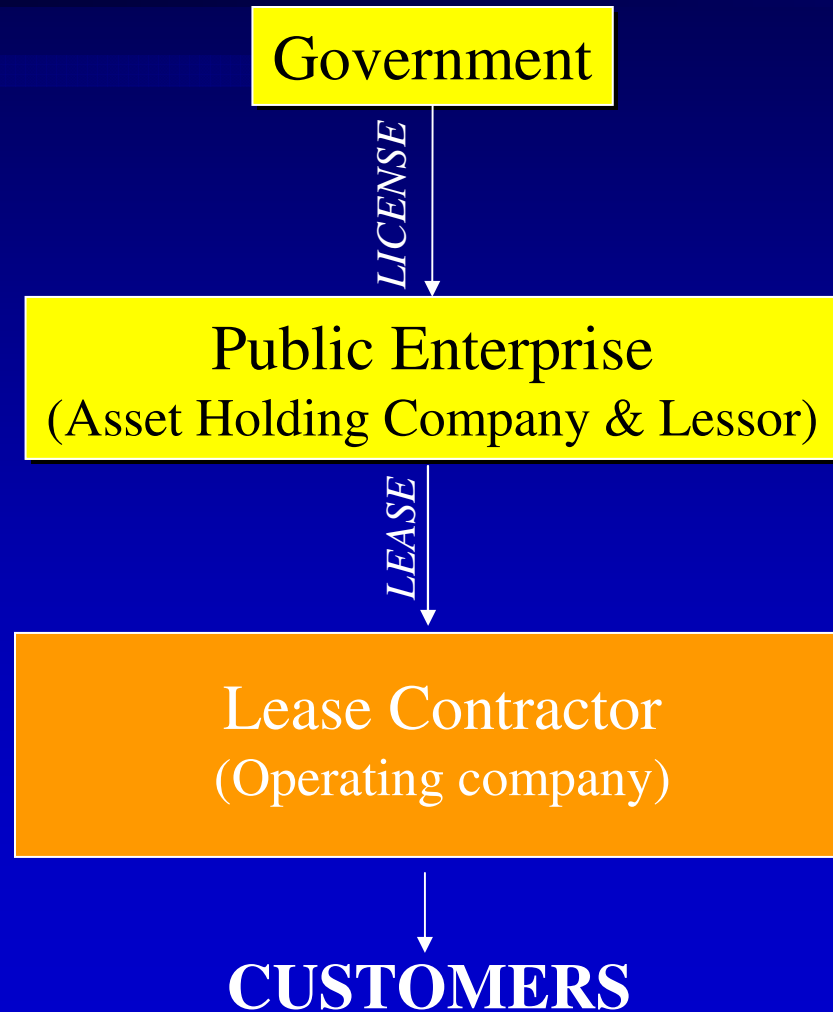 Government
LICENSE
Public Enterprise
(Asset Holding Company & Lessor)
LEASE
Lease Contractor
(Operating company)
CUSTOMERS